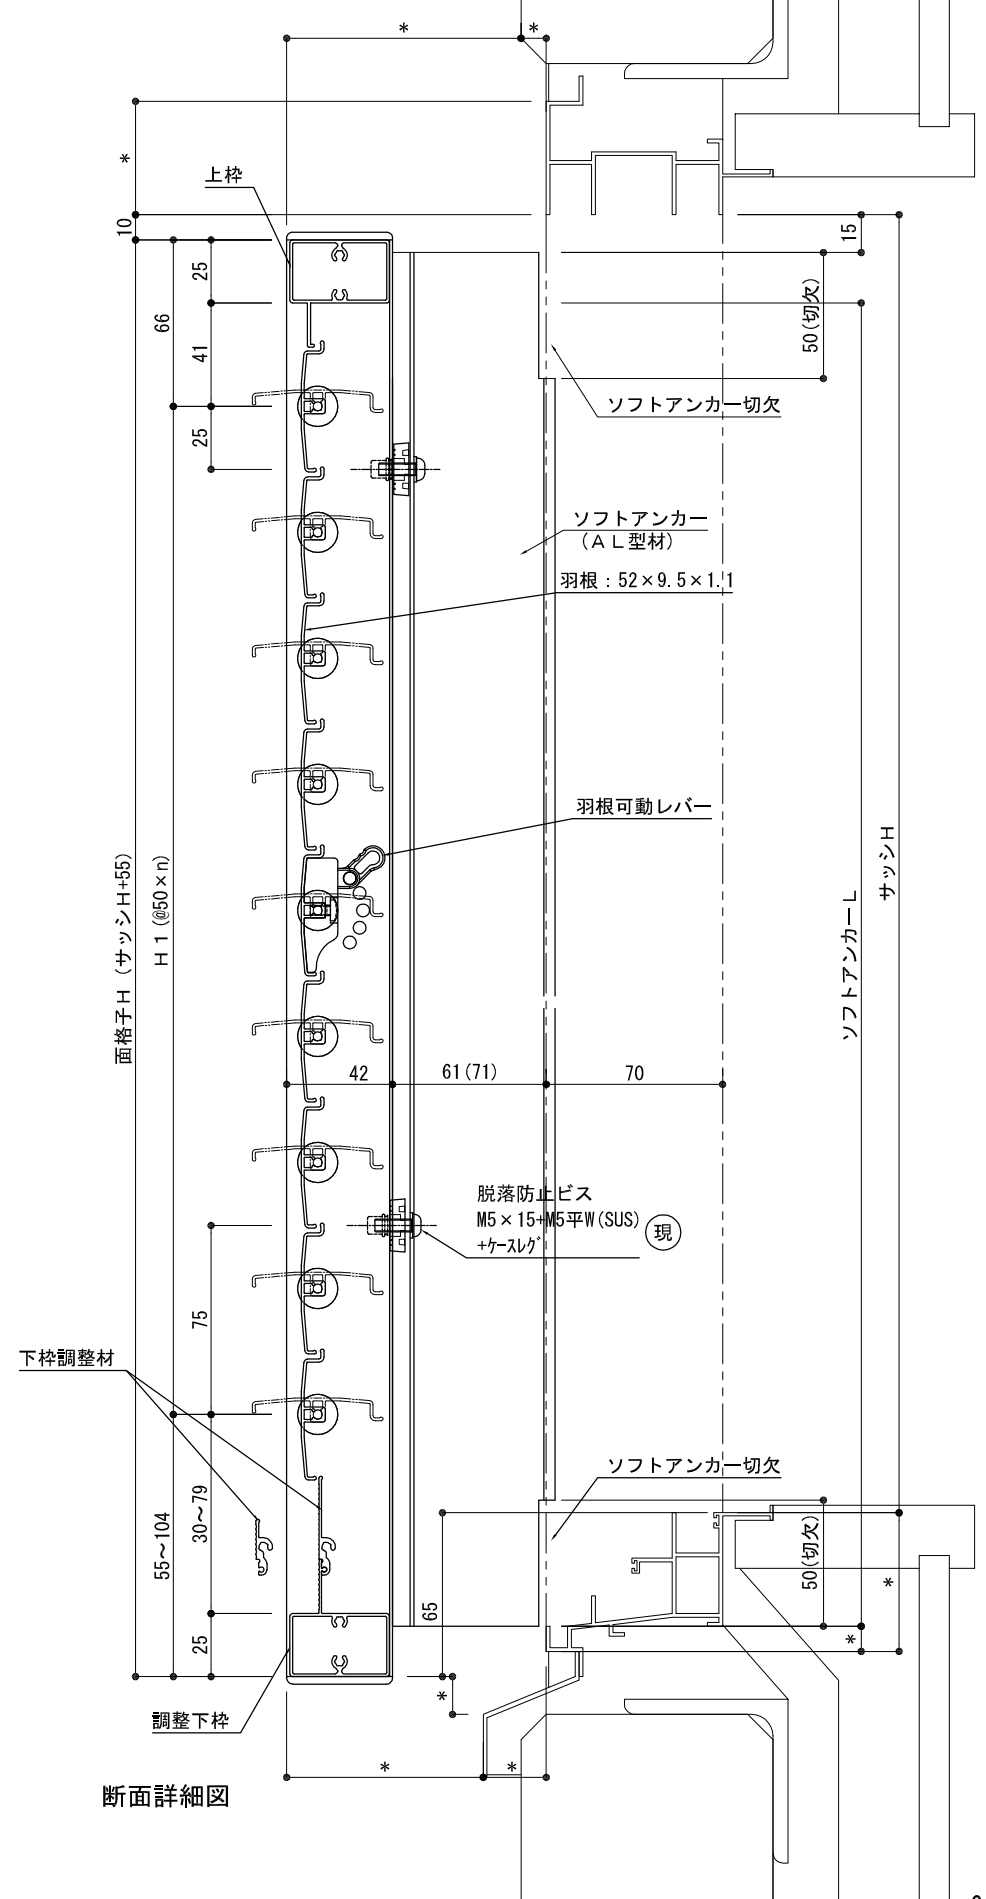 *
*
*
上枠
10
15
25
50(切欠)
66
41
ソフトアンカー切欠
25
ソフトアンカー
(ＡＬ型材)
羽根：52×9.5×1.1
羽根可動レバー
サッシH
面格子H (サッシH+55)
H1(@50×n)
ソフトアンカーL
42
61(71)
70
脱落防止ビス
M5×15+M5平W(SUS)
+ケースレグ
現
75
下枠調整材
ソフトアンカー切欠
30～79
55～104
50(切欠)
*
65
25
*
*
調整下枠
*
*
断面詳細図